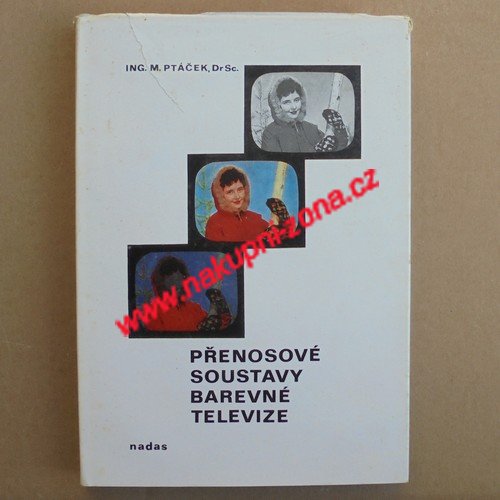 ING. M. PTÁČEK, DrSc.
www.nakupni-zona.cz
PŘENOSOVÉ
SOUSTAVY
BAREVNÉ
TELEVIZE
nadas